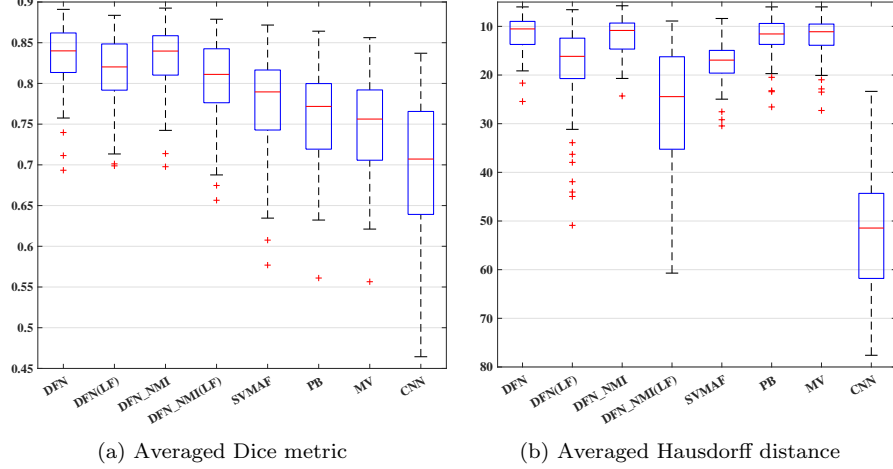 0.9
0.85
0.8
0.75
0.7
0.65
0.6
0.55
0.5
0.45
DFN
DFN(LF)
DFN_NMI
DFN_NMI(LF)
SVMAF
PB
MV
CNN
(a) Averaged Dice metric
10
20
30
40
50
60
70
80
DFN
DFN(LF)
DFN_NMI
DFN_NMI(LF)
SVMAF
PB
MV
CNN
(b) Averaged Hausdorff distance